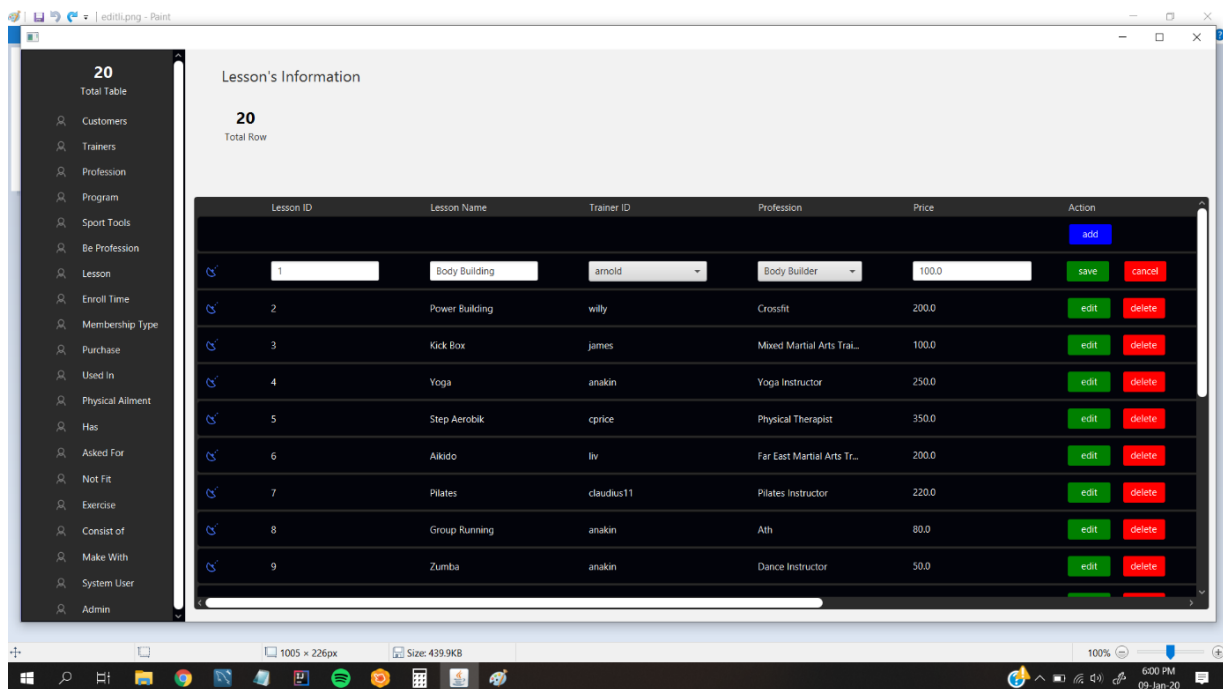 editli.png - Paint
20
Total Table
Customers
Trainers
Profession
Program
Sport Tools
Be Profession
Lesson
Enroll Time
Membership Type
Purchase
Used In
Physical Ailment
Has
Asked For
Not Fit
Exercise
Consist of
Make With
System User
Admin
Lesson's Information
20
Total Row
Lesson ID Lesson Name Trainer ID Profession Price Action
add
1 Body Building arnold Body Builder 100.0 save cancel
2 Power Building willy Crossfit 200.0 edit delete
3 Kick Box james Mixed Martial Arts Trai... 100.0 edit delete
4 Yoga anakin Yoga Instructor 250.0 edit delete
5 Step Aerobik cprice Physical Therapist 350.0 edit delete
6 Aikido liv Far East Martial Arts Tr... 200.0 edit delete
7 Pilates claudius11 Pilates Instructor 220.0 edit delete
8 Group Running anakin Ath 80.0 edit delete
9 Zumba anakin Dance Instructor 50.0 edit delete
1005 × 226px Size: 439.9KB 100%
6:00 PM
09-Jan-20